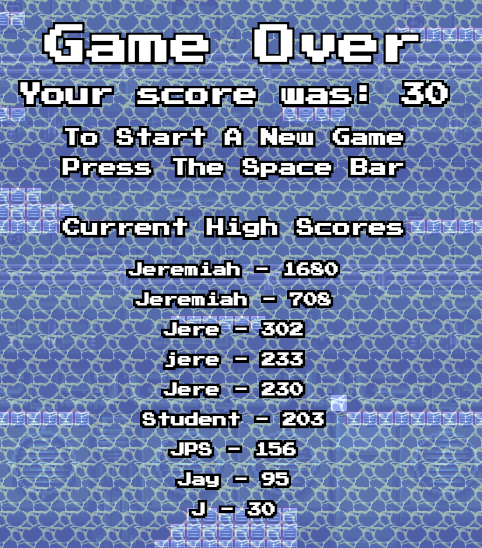 Game Over
Your score was: 30
To Start A New Game
Press The Space Bar
Current High Scores
Jeremiah - 1680
Jeremiah - 708
Jere - 302
jere - 233
Jere - 230
Student - 203
JPS - 156
Jay - 95
J - 30